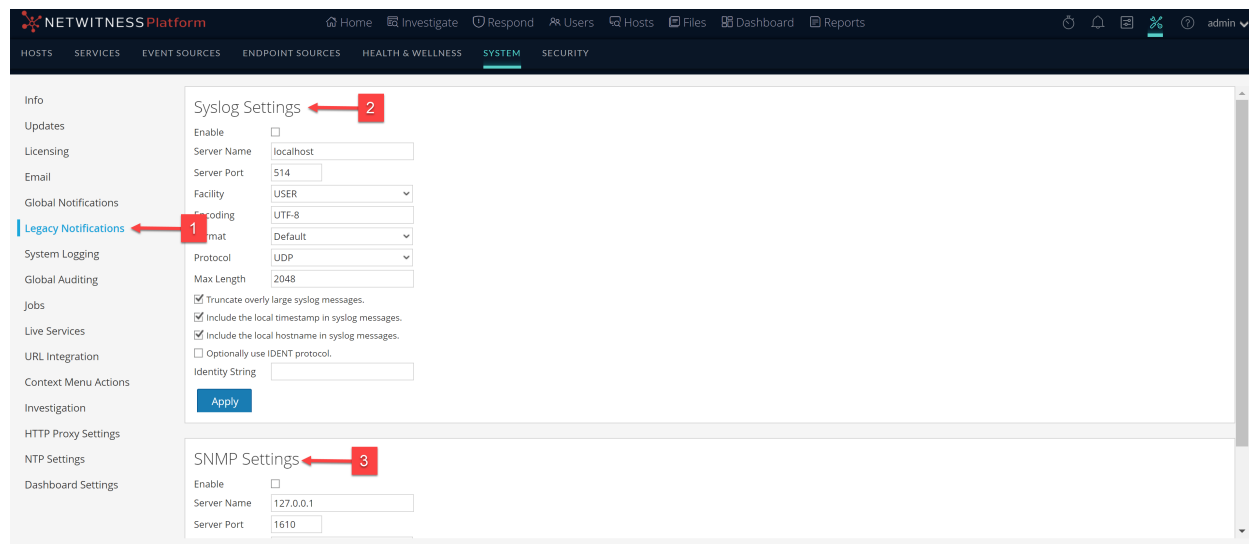 NETWITNESS Platform Home Investigate Respond Users Hosts Files Dashboard Reports admin
HOSTS SERVICES EVENT SOURCES ENDPOINT SOURCES HEALTH & WELLNESS SYSTEM SECURITY
Info
Updates
Licensing
Email
Global Notifications
Legacy Notifications
System Logging
Global Auditing
Jobs
Live Services
URL Integration
Context Menu Actions
Investigation
HTTP Proxy Settings
NTP Settings
Dashboard Settings
1
Syslog Settings 2
Enable
Server Name localhost
Server Port 514
Facility USER
UTF-8
Default
Protocol UDP
Max Length 2048
Truncate overly large syslog messages.
Include the local timestamp in syslog messages.
Include the local hostname in syslog messages.
Optionally use IDENT protocol.
Identity String
Apply
SNMP Settings 3
Enable
Server Name 127.0.0.1
Server Port 1610